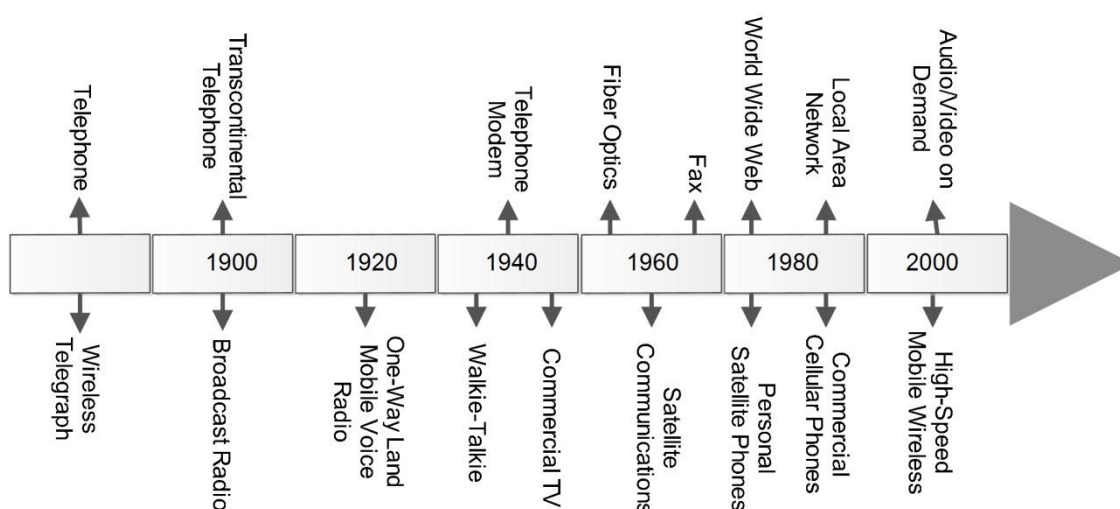 Telephone
Transcontinental
Telephone
Telephone
Modem
Fiber Optics
Fax
World Wide Web
Local Area
Network
Audio/Video on
Demand
1900
1920
1940
1960
1980
2000
Wireless
Telegraph
Broadcast Radio
One-Way Land
Mobile Voice
Radio
Walkie-Talkie
Commercial TV
Satellite
Communications
Personal
Satellite Phones
Commercial
Cellular Phones
High-Speed
Mobile Wireless